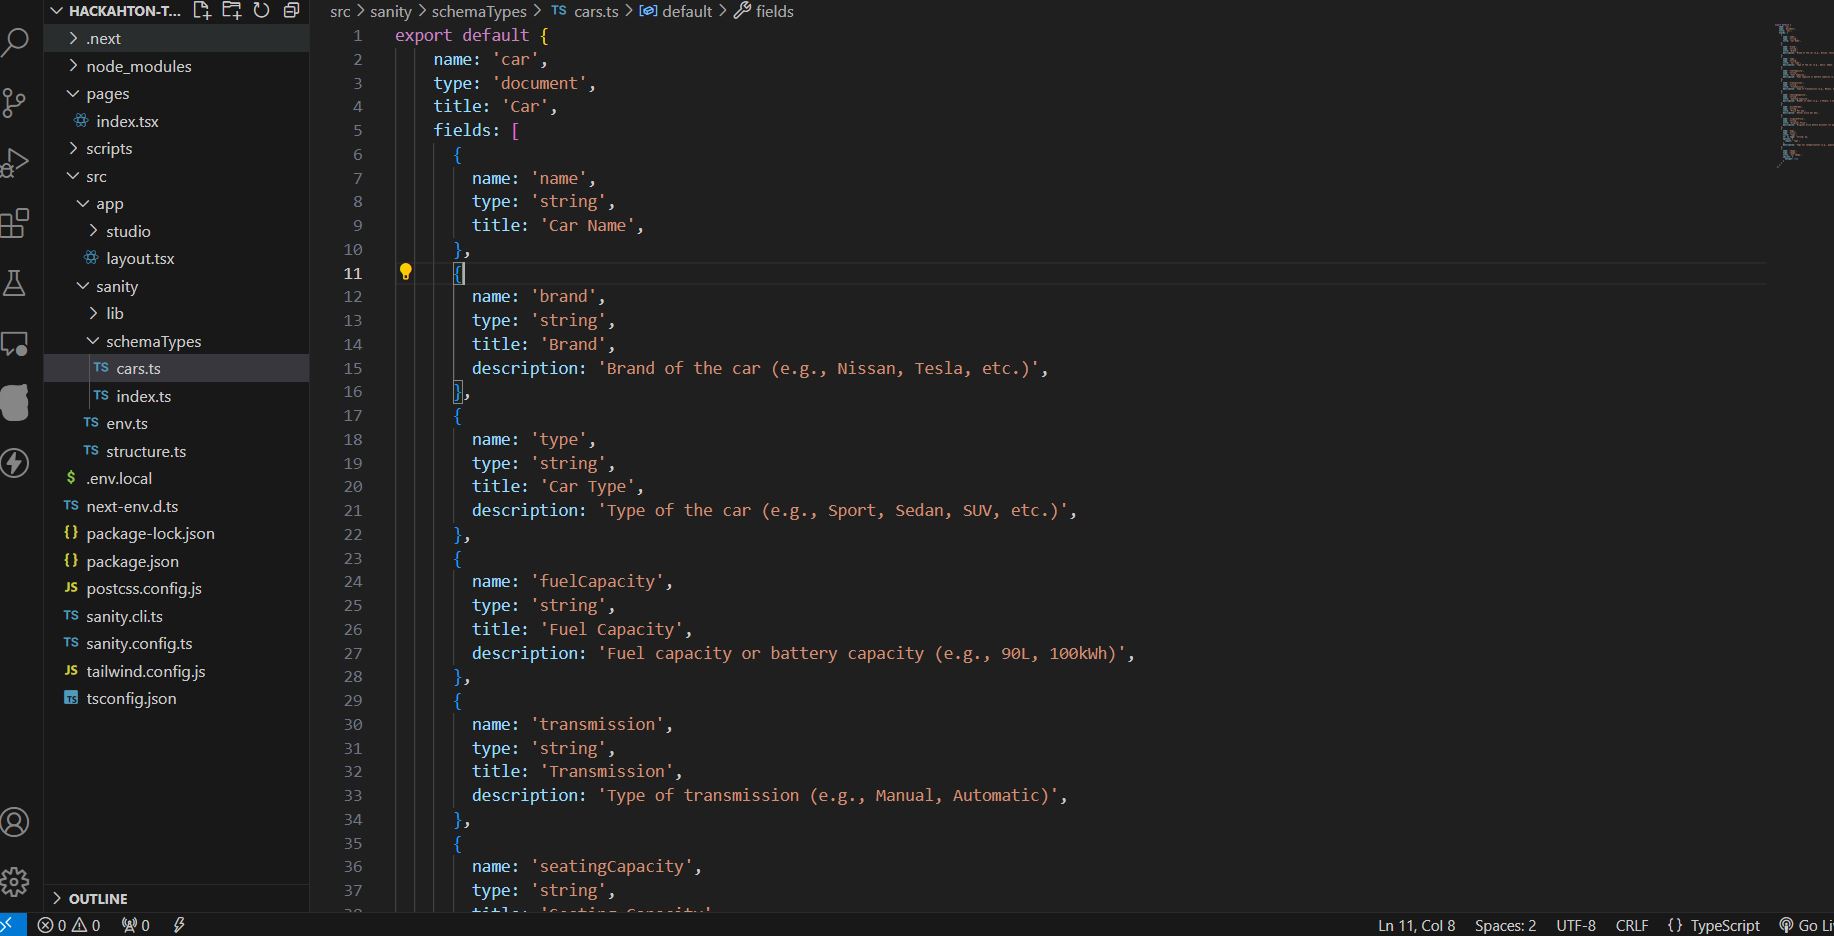 HACKAHTON-T...
.next
node_modules
pages
index.tsx
scripts
src
app
studio
layout.tsx
sanity
lib
schemaTypes
TS cars.ts
TS index.ts
TS env.ts
TS structure.ts
$ .env.local
TS next-env.d.ts
{} package-lock.json
{} package.json
JS postcss.config.js
TS sanity.cli.ts
TS sanity.config.ts
JS tailwind.config.js
TS tsconfig.json
OUTLINE
src > sanity > schemaTypes > TS cars.ts > default > fields
1 export default {
2 name: 'car',
3 type: 'document',
4 title: 'Car',
5 fields: [
6 {
7 name: 'name',
8 type: 'string',
9 title: 'Car Name',
10 },
11 {
12 name: 'brand',
13 type: 'string',
14 title: 'Brand',
15 description: 'Brand of the car (e.g., Nissan, Tesla, etc.)',
16 },
17 {
18 name: 'type',
19 type: 'string',
20 title: 'Car Type',
21 description: 'Type of the car (e.g., Sport, Sedan, SUV, etc.)',
22 },
23 {
24 name: 'fuelCapacity',
25 type: 'string',
26 title: 'Fuel Capacity',
27 description: 'Fuel capacity or battery capacity (e.g., 90L, 100kWh)',
28 },
29 {
30 name: 'transmission',
31 type: 'string',
32 title: 'Transmission',
33 description: 'Type of transmission (e.g., Manual, Automatic)',
34 },
35 {
36 name: 'seatingCapacity',
37 type: 'string',
38 title: 'Seating Capacity'
0 0 0 Ln 11, Col 8 Spaces: 2 UTF-8 CRLF {} TypeScript Go Li